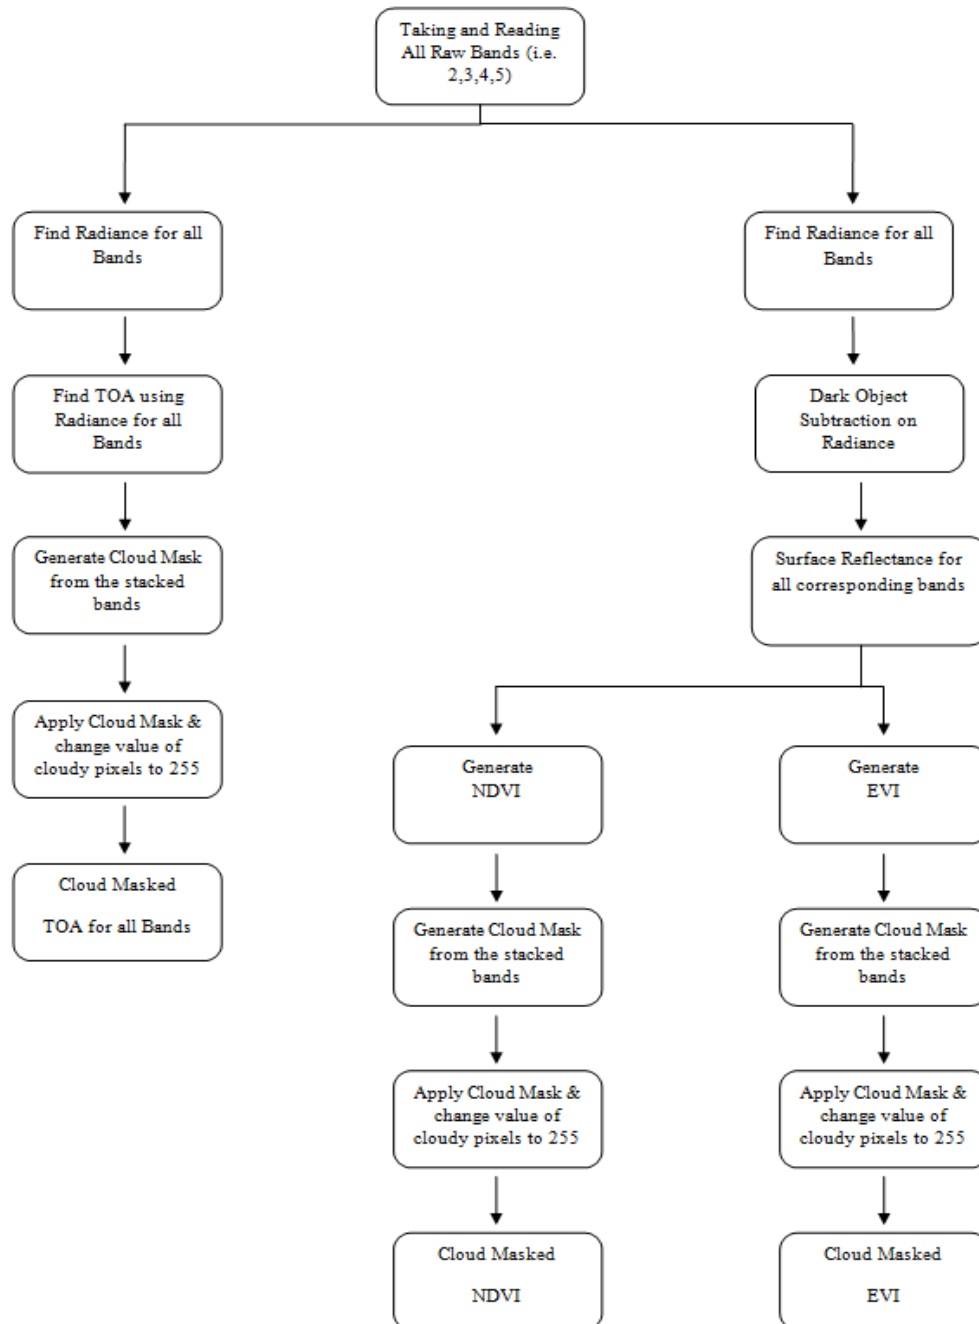 Taking and Reading
All Raw Bands (i.e.
2,3,4,5)
Find Radiance for all
Bands
Find TOA using
Radiance for all
Bands
Generate Cloud Mask
from the stacked
bands
Apply Cloud Mask &
change value of
cloudy pixels to 255
Cloud Masked
TOA for all Bands
Find Radiance for all
Bands
Dark Object
Subtraction on
Radiance
Surface Reflectance for
all corresponding bands
Generate
NDVI
Generate Cloud Mask
from the stacked
bands
Apply Cloud Mask &
change value of
cloudy pixels to 255
Cloud Masked
NDVI
Generate
EVI
Generate Cloud Mask
from the stacked
bands
Apply Cloud Mask &
change value of
cloudy pixels to 255
Cloud Masked
EVI